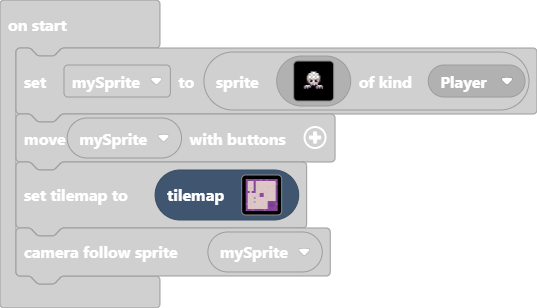 on start
set mySprite to sprite of kind Player
move mySprite with buttons
set tilemap to tilemap
camera follow sprite mySprite